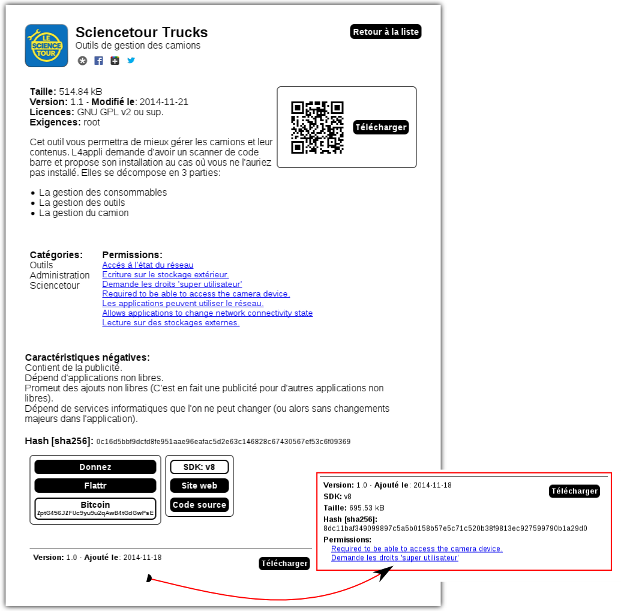 LE
SCIENCE
TOUR
Sciencetour Trucks
Outils de gestion des camions
Retour à la liste
Taille: 514.84 kB
Version: 1.1 - Modifié le: 2014-11-21
Licences: GNU GPL v2 ou sup.
Exigences: root
Télécharger
Cet outil vous permettra de mieux gérer les camions et leur
contenus. L4appli demande d'avoir un scanner de code
barre et propose son installation au cas où vous ne l'auriez
pas installé. Elles se décompose en 3 parties:
La gestion des consommables
La gestion des outils
La gestion du camion
Catégories:
Outils
Administration
Sciencetour
Permissions:
Accès à l'état du réseau
Ecriture sur le stockage extérieur.
Demande les droits 'super utilisateur'
Required to be able to access the camera device.
Les applications peuvent utiliser le réseau.
Allows applications to change network connectivity state
Lecture sur des stockages externes.
Caractéristiques négatives:
Contient de la publicité.
Dépend d'applications non libres.
Promeut des ajouts non libres (C'est en fait une publicité pour d'autres applications non
libres).
Dépend de services informatiques que l'on ne peut changer (ou alors sans changements
majeurs dans l'application).
Hash [sha256]: 0c16d5bbf9dcfd8fe951aae96eafac5d2e63c146828c67430567ef53c6f09369
Donnez
Flattr
Bitcoin
SDK: v8
Site web
Code source
Version: 1.0 - Ajouté le: 2014-11-18
Télécharger
Version: 1.0 - Ajouté le: 2014-11-18
SDK: v8
Taille: 695.53 kB
Hash [sha256]:
8dc11baf349099897c5a5b0158b57e5c71c520b38f9813ec927599790b1a29d0
Permissions:
Required to be able to access the camera device.
Demande les droits 'super utilisateur'
Télécharger